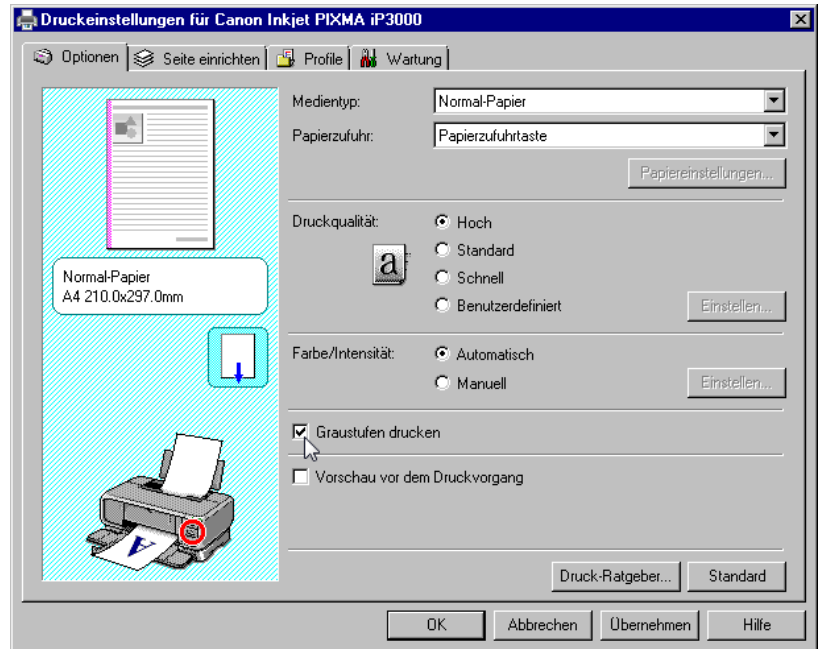 Druckeinstellungen für Canon Inkjet PIXMA iP3000
Optionen Seite einrichten Profile Wartung
Medientyp: Normal-Papier
Papierzufuhr: Papierzufuhrtaste
Papiereinstellungen...
Druckqualität: Hoch
a Standard
Schnell
Benutzerdefiniert Einstellen...
Normal-Papier
A4 210.0x297.0mm
Farbe/Intensität: Automatisch
Manuell Einstellen...
Graustufen drucken
Vorschau vor dem Druckvorgang
A
Druck-Ratgeber... Standard
OK Abbrechen Übernehmen Hilfe